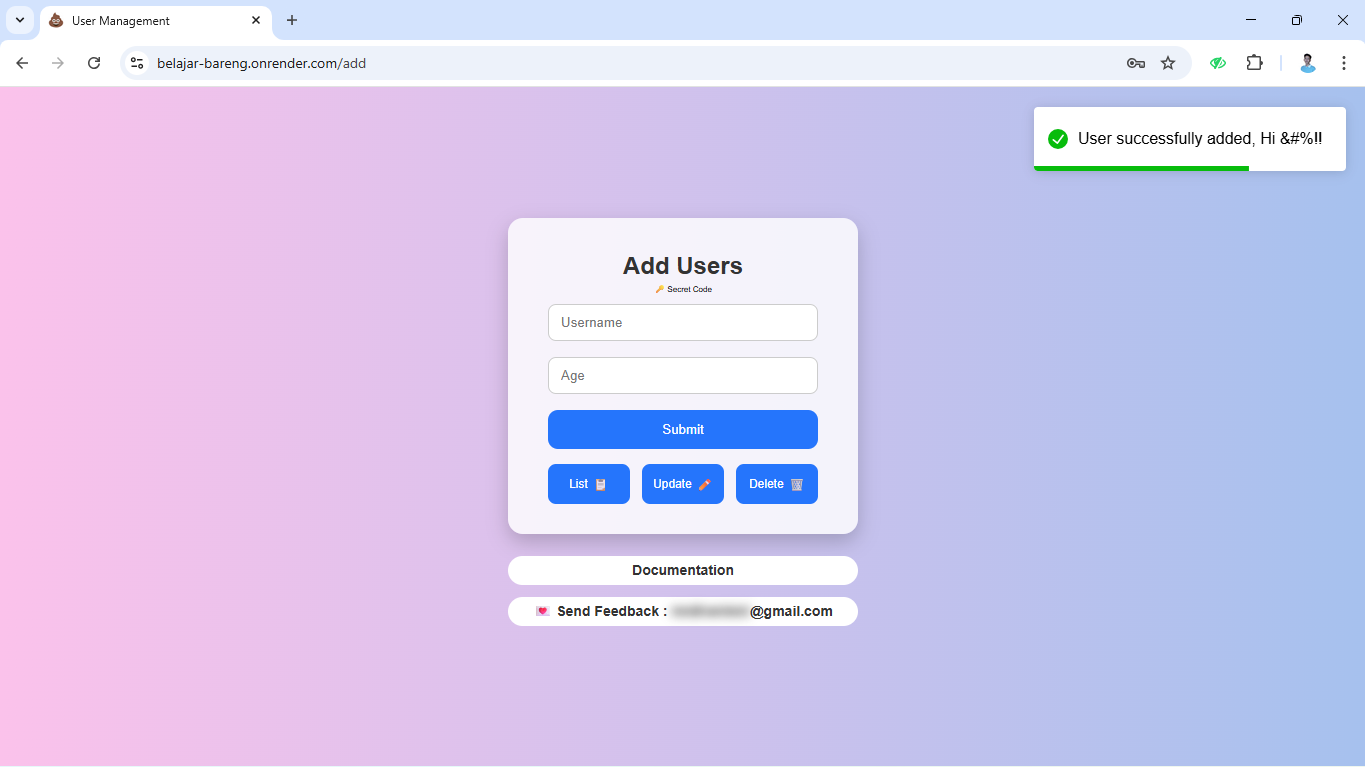 User Management
belajar-bareng.onrender.com/add
User successfully added, Hi &#%!!
Add Users
🔑 Secret Code
Username
Age
Submit
List 📋
Update ✏️
Delete 🗑️
Documentation
💌 Send Feedback : @gmail.com